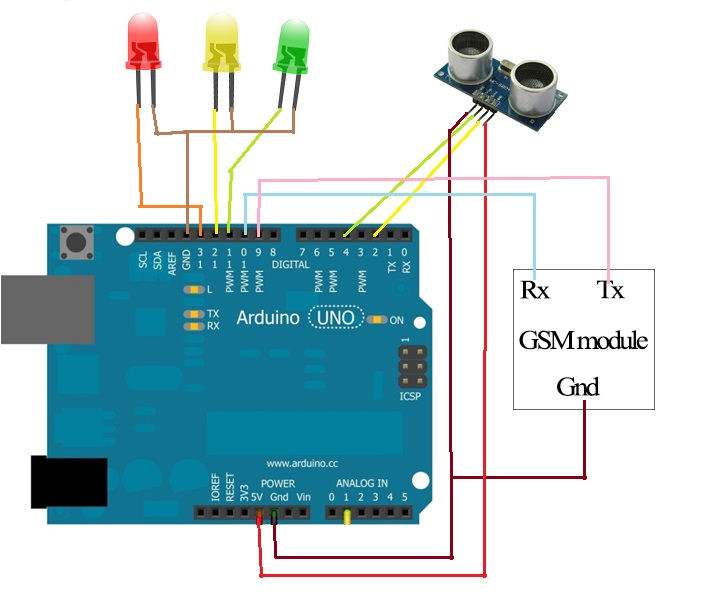 SCL SDA AREF GND 13 12 11 PWM 10 PWM 9 PWM 8
7 6 PWM 5 PWM 4 3 PWM 2 1 TX 0 RX
DIGITAL
L
TX
RX
Arduino UNO
ON
1
ICSP
Rx Tx
GSM module
Gnd
www.arduino.cc
POWER
ANALOG IN
IOREF RESET 3V3 5V Gnd Vin
0 1 2 3 4 5